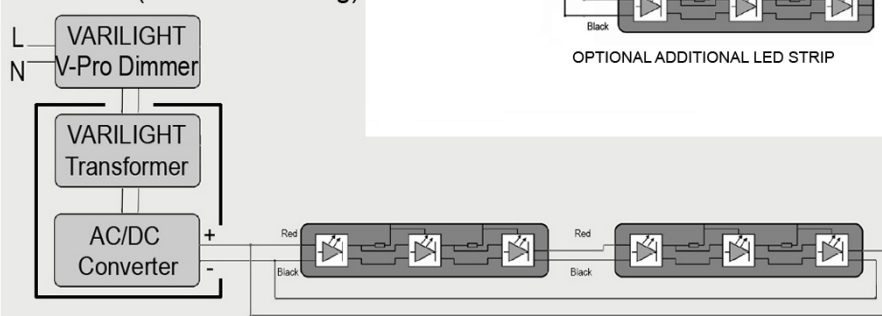 L
N
VARILIGHT
V-Pro Dimmer
VARILIGHT
Transformer
AC/DC
Converter
+
-
Red
Black
Red
Black
Black
OPTIONAL ADDITIONAL LED STRIP